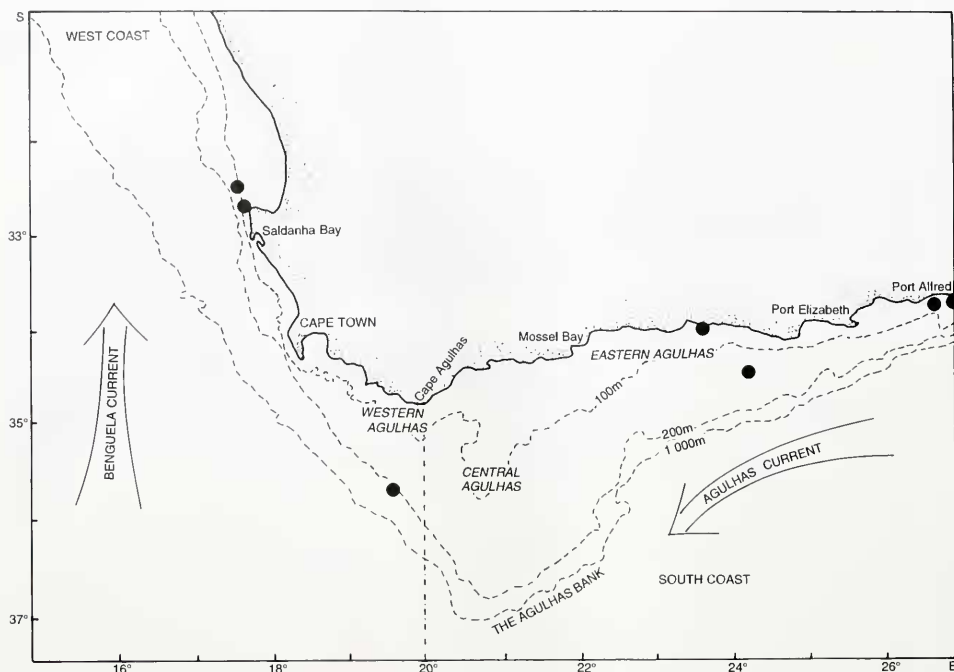 S
WEST COAST
Saldanha Bay
33°
Port Alfred
Port Elizabeth
CAPE TOWN
Mossel Bay
Cape Agulhas
EASTERN AGULHAS
100m
WESTERN
AGULHAS
35°
BENGUELA CURRENT
200m
1 000m
AGULHAS CURRENT
CENTRAL
AGULHAS
SOUTH COAST
THE AGULHAS BANK
37°
16°
18°
20°
22°
24°
26°
E